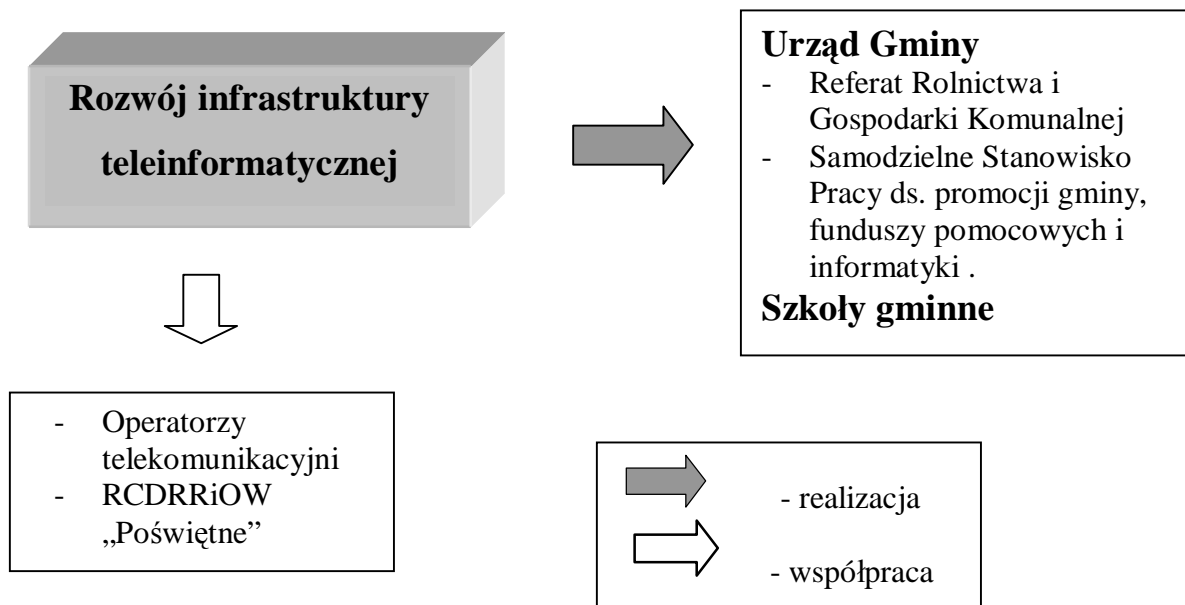 Rozwój infrastruktury
teleinformatycznej
Urząd Gminy
- Referat Rolnictwa i
Gospodarki Komunalnej
- Samodzielne Stanowisko
Pracy ds. promocji gminy,
funduszy pomocowych i
informatyki .
Szkoły gminne
- Operatorzy
telekomunikacyjni
- RCDRRiOW
„Poświętne”
- realizacja
- współpraca